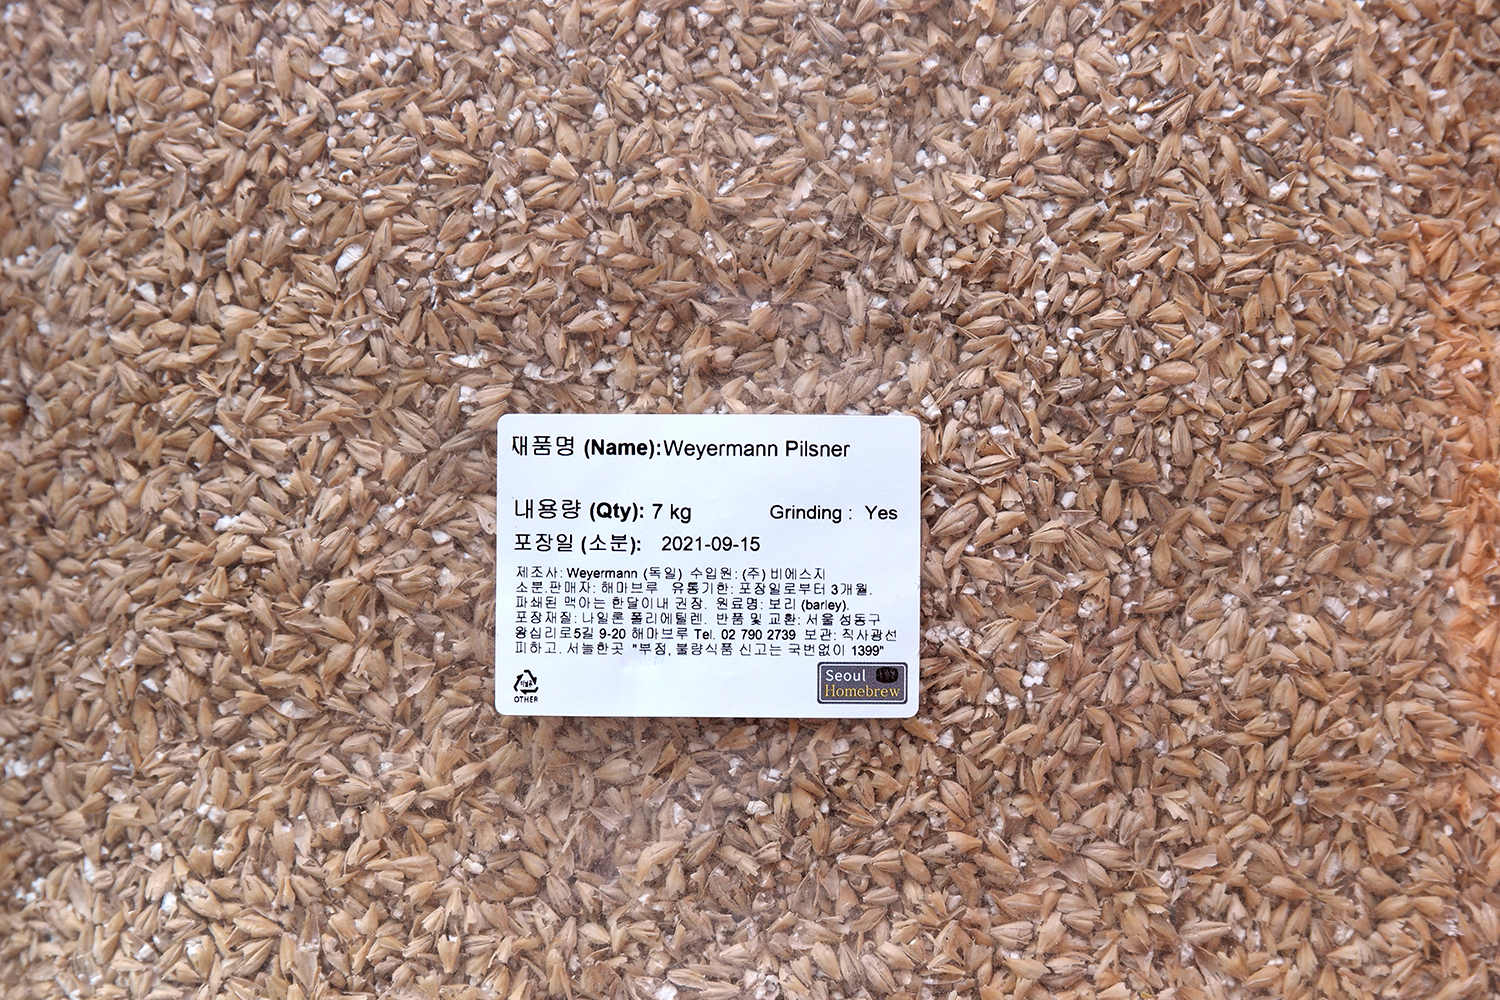 제품명 (Name):Weyermann Pilsner
내용량 (Qty): 7 kg Grinding : Yes
포장일 (소분): 2021-09-15
제조사: Weyermann (독일) 수입원: (주) 비에스지
소분.판매자: 해마브루 유통기한: 포장일로부터 3개월.
파쇄된 맥아는 한달이내 권장. 원료명: 보리 (barley).
포장재질: 나일론 폴리에틸렌. 반품 및 교환: 서울 성동구
왕십리로5길 9-20 해마브루 Tel. 02 790 2739 보관: 직사광선
피하고. 서늘한곳 "부정, 불량식품 신고는 국번없이 1399"
OTHER
Seoul
Homebrew